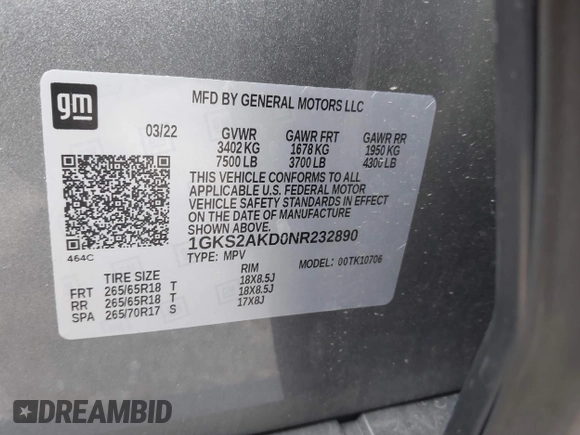 gm
MFD BY GENERAL MOTORS LLC
03/22 GVWR GAWR FRT GAWR RR
3402 KG 1678 KG 1950 KG
7500 LB 3700 LB 4300 LB
THIS VEHICLE CONFORMS TO ALL
APPLICABLE U.S. FEDERAL MOTOR
VEHICLE SAFETY STANDARDS IN EFFECT
ON THE DATE OF MANUFACTURE
SHOWN ABOVE
1GKS2AKD0NR232890
464C
TYPE: MPV MODEL: 00TK10706
TIRE SIZE RIM
FRT 265/65R18 T 18X8.5J
RR 265/65R18 T 18X8.5J
SPA 265/70R17 S 17X8J
DREAMBID